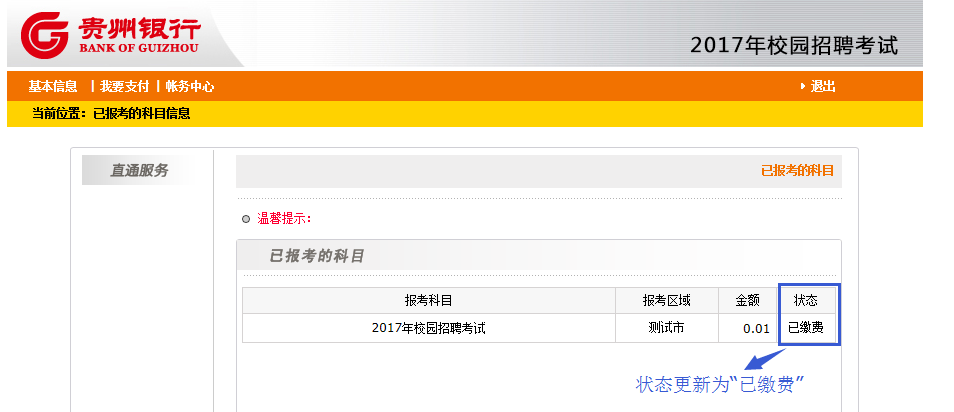 贵州银行
BANK OF GUIZHOU
2017年校园招聘考试
基本信息 | 我要支付 | 帐务中心 退出
当前位置：已报考的科目信息
直通服务
已报考的科目
温馨提示：
已报考的科目
报考科目 报考区域 金额 状态
2017年校园招聘考试 测试市 0.01 已缴费
状态更新为“已缴费”